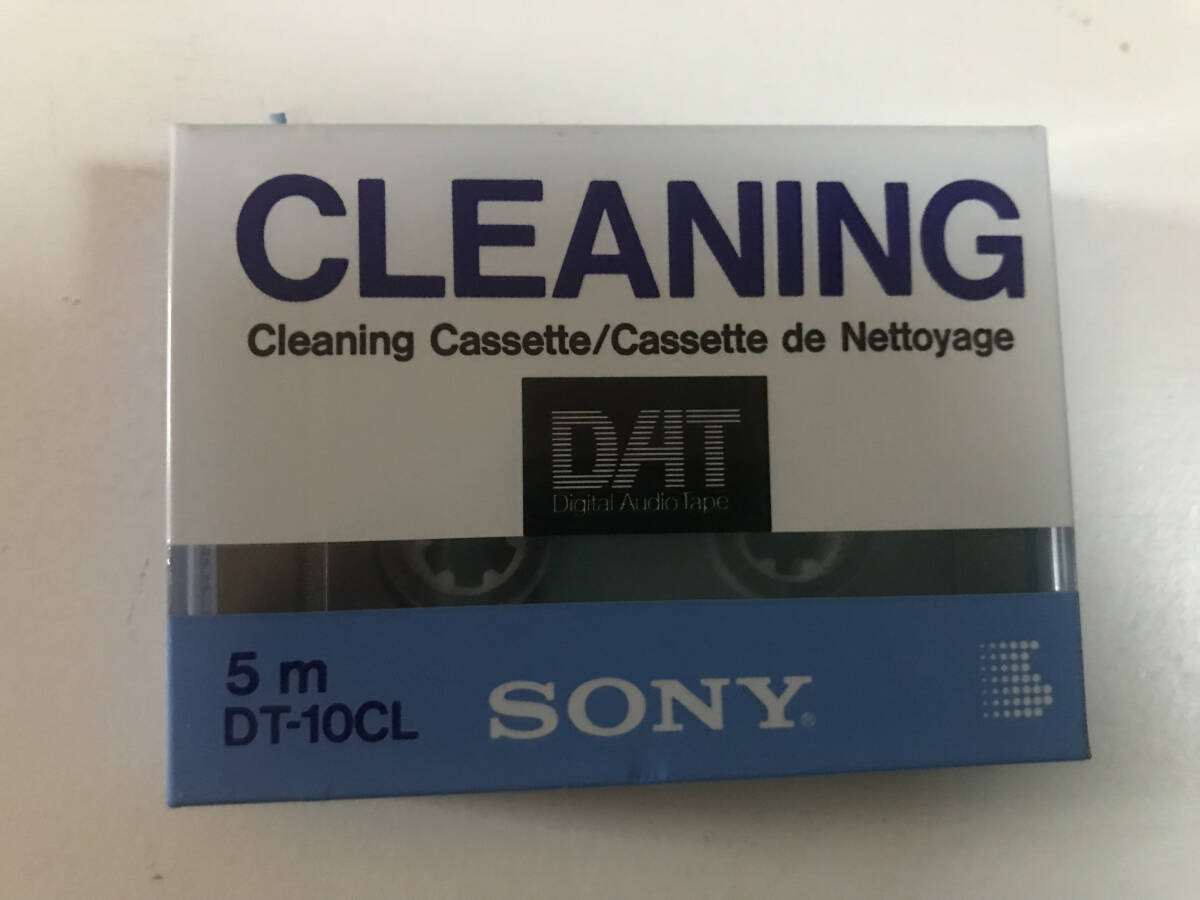 CLEANING
Cleaning Cassette/Cassette de Nettoyage
DAT
Digital Audio Tape
5 m
DT-10CL
SONY®